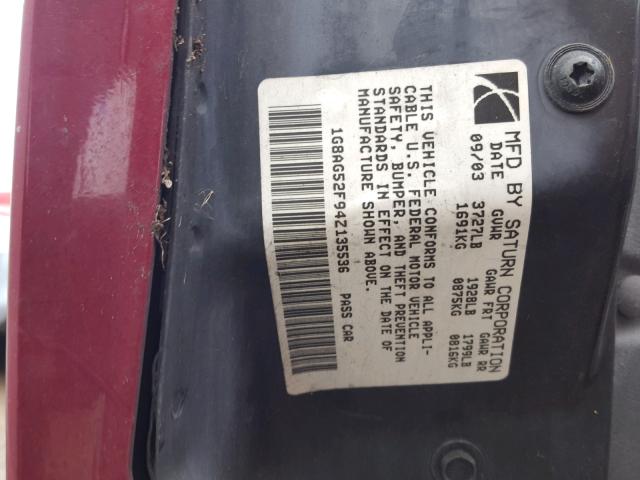 MFD BY SATURN CORPORATION
DATE GVWR GAWR FRT GAWR RR
09/03 3727LB 1928LB 1799LB
1691KG 0875KG 0816KG
THIS VEHICLE CONFORMS TO ALL APPLI-
CABLE U.S. FEDERAL MOTOR VEHICLE
SAFETY, BUMPER, AND THEFT PREVENTION
STANDARDS IN EFFECT ON THE DATE OF
MANUFACTURE SHOWN ABOVE.
1G8AG52F94Z135536 PASS CAR